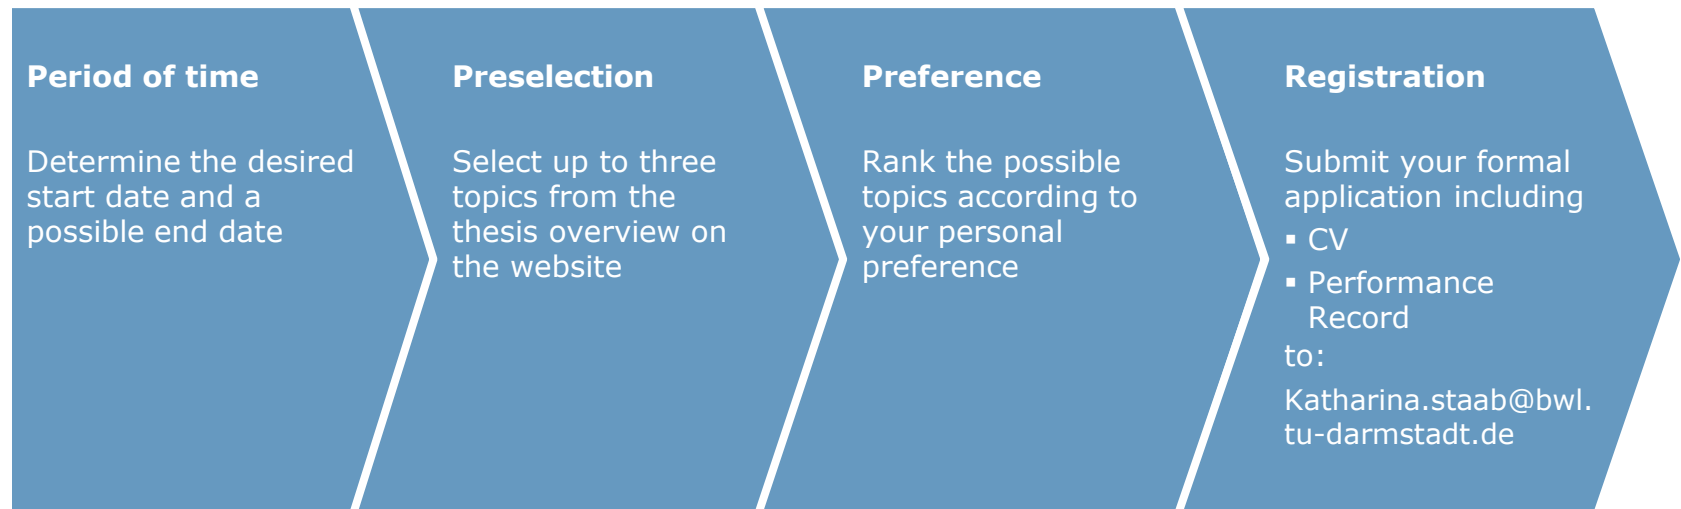 Period of time
Determine the desired
start date and a
possible end date
Preselection
Select up to three
topics from the
thesis overview on
the website
Preference
Rank the possible
topics according to
your personal
preference
Registration
Submit your formal
application including
▪ CV
▪ Performance
Record
to:
Katharina.staab@bwl.
tu-darmstadt.de